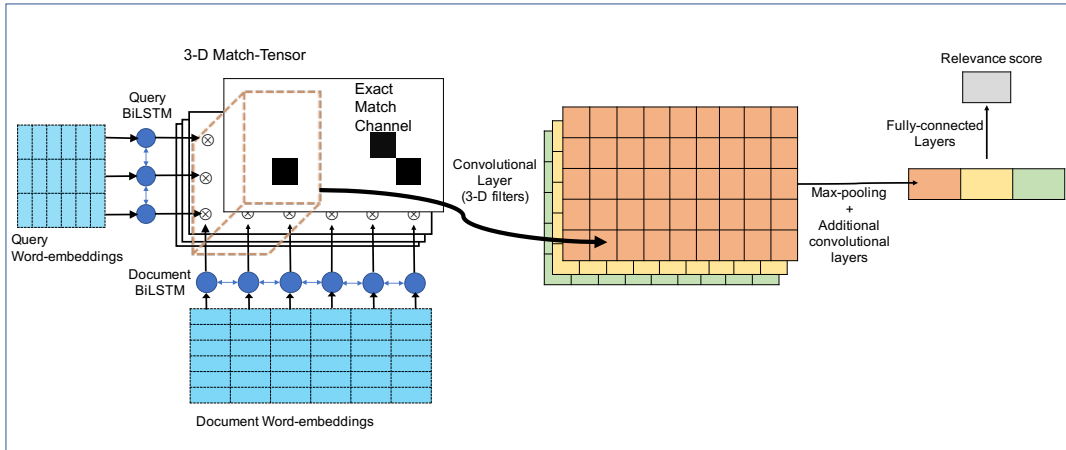 3-D Match-Tensor
Query
BiLSTM
Exact
Match
Channel
Query
Word-embeddings
Document
BiLSTM
Document Word-embeddings
Convolutional
Layer
(3-D filters)
Max-pooling
+
Additional
convolutional
layers
Relevance score
Fully-connected
Layers